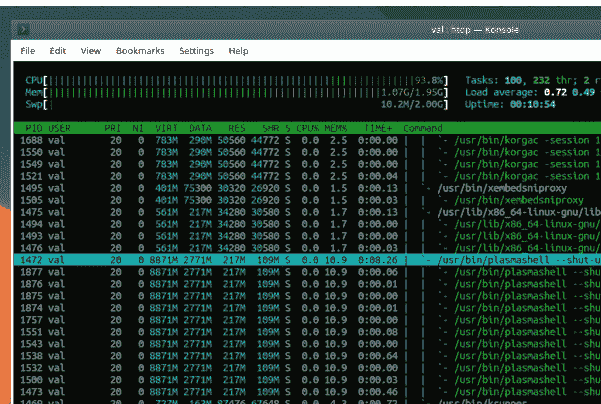 val : htop — Konsole
File Edit View Bookmarks Settings Help
CPU[ 93.8%] Tasks: 100, 232 thr; 2 r
Mem[ 1.07G/1.95G] Load average: 0.72 0.49
Swp[ 10.2M/2.00G] Uptime: 00:10:54
PID USER PRI NI VIRT DATA RES SHR S CPU% MEM% TIME+ Command
1688 val 20 0 783M 298M 50560 44772 S 0.0 2.5 0:00.00 | | `- /usr/bin/korgac -session 1
1550 val 20 0 783M 298M 50560 44772 S 0.0 2.5 0:00.00 | | `- /usr/bin/korgac -session 1
1549 val 20 0 783M 298M 50560 44772 S 0.0 2.5 0:00.00 | | `- /usr/bin/korgac -session 1
1521 val 20 0 783M 298M 50560 44772 S 0.0 2.5 0:00.04 | | `- /usr/bin/korgac -session 1
1495 val 20 0 401M 75300 30320 26920 S 0.0 1.5 0:00.13 | `- /usr/bin/xembedsniproxy
1505 val 20 0 401M 75300 30320 26920 S 0.0 1.5 0:00.03 | | `- /usr/bin/xembedsniproxy
1475 val 20 0 561M 217M 34280 30580 S 0.0 1.7 0:00.13 | `- /usr/lib/x86_64-linux-gnu/lib
1494 val 20 0 561M 217M 34280 30580 S 0.0 1.7 0:00.00 | | `- /usr/lib/x86_64-linux-gnu/
1493 val 20 0 561M 217M 34280 30580 S 0.0 1.7 0:00.00 | | `- /usr/lib/x86_64-linux-gnu/
1476 val 20 0 561M 217M 34280 30580 S 0.0 1.7 0:00.03 | | `- /usr/lib/x86_64-linux-gnu/
1472 val 20 0 8871M 2771M 217M 109M S 0.0 10.9 0:08.26 | `- /usr/bin/plasmashell --shut-u
1877 val 20 0 8871M 2771M 217M 109M S 0.0 10.9 0:00.06 | | `- /usr/bin/plasmashell --shu
1876 val 20 0 8871M 2771M 217M 109M S 0.0 10.9 0:00.01 | | `- /usr/bin/plasmashell --shu
1875 val 20 0 8871M 2771M 217M 109M S 0.0 10.9 0:00.00 | | `- /usr/bin/plasmashell --shu
1874 val 20 0 8871M 2771M 217M 109M S 0.0 10.9 0:00.01 | | `- /usr/bin/plasmashell --shu
1757 val 20 0 8871M 2771M 217M 109M S 0.0 10.9 0:00.00 | | `- /usr/bin/plasmashell --shu
1551 val 20 0 8871M 2771M 217M 109M S 0.0 10.9 0:00.08 | | `- /usr/bin/plasmashell --shu
1543 val 20 0 8871M 2771M 217M 109M S 0.0 10.9 0:00.00 | | `- /usr/bin/plasmashell --shu
1538 val 20 0 8871M 2771M 217M 109M S 0.0 10.9 0:00.64 | | `- /usr/bin/plasmashell --shu
1532 val 20 0 8871M 2771M 217M 109M S 0.0 10.9 0:00.00 | | `- /usr/bin/plasmashell --shu
1500 val 20 0 8871M 2771M 217M 109M S 0.0 10.9 0:00.03 | | `- /usr/bin/plasmashell --shu
1473 val 20 0 8871M 2771M 217M 109M S 0.0 10.9 0:00.46 | | `- /usr/bin/plasmashell --shu